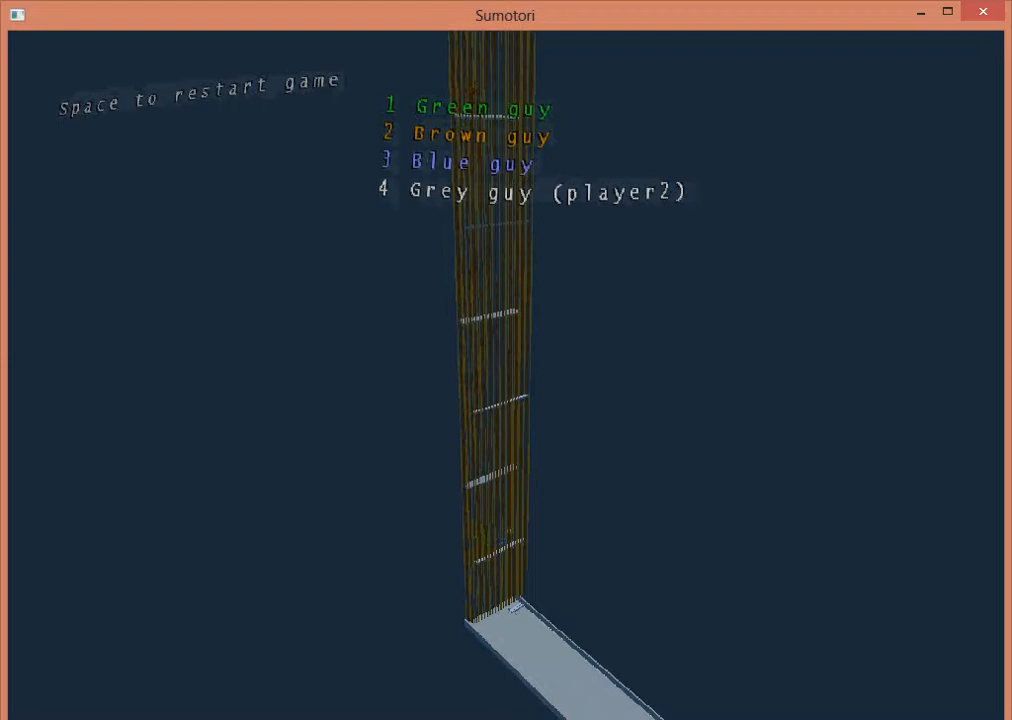 Sumotori
Space to restart game
1 Green guy
2 Brown guy
3 Blue guy
4 Grey guy (player2)